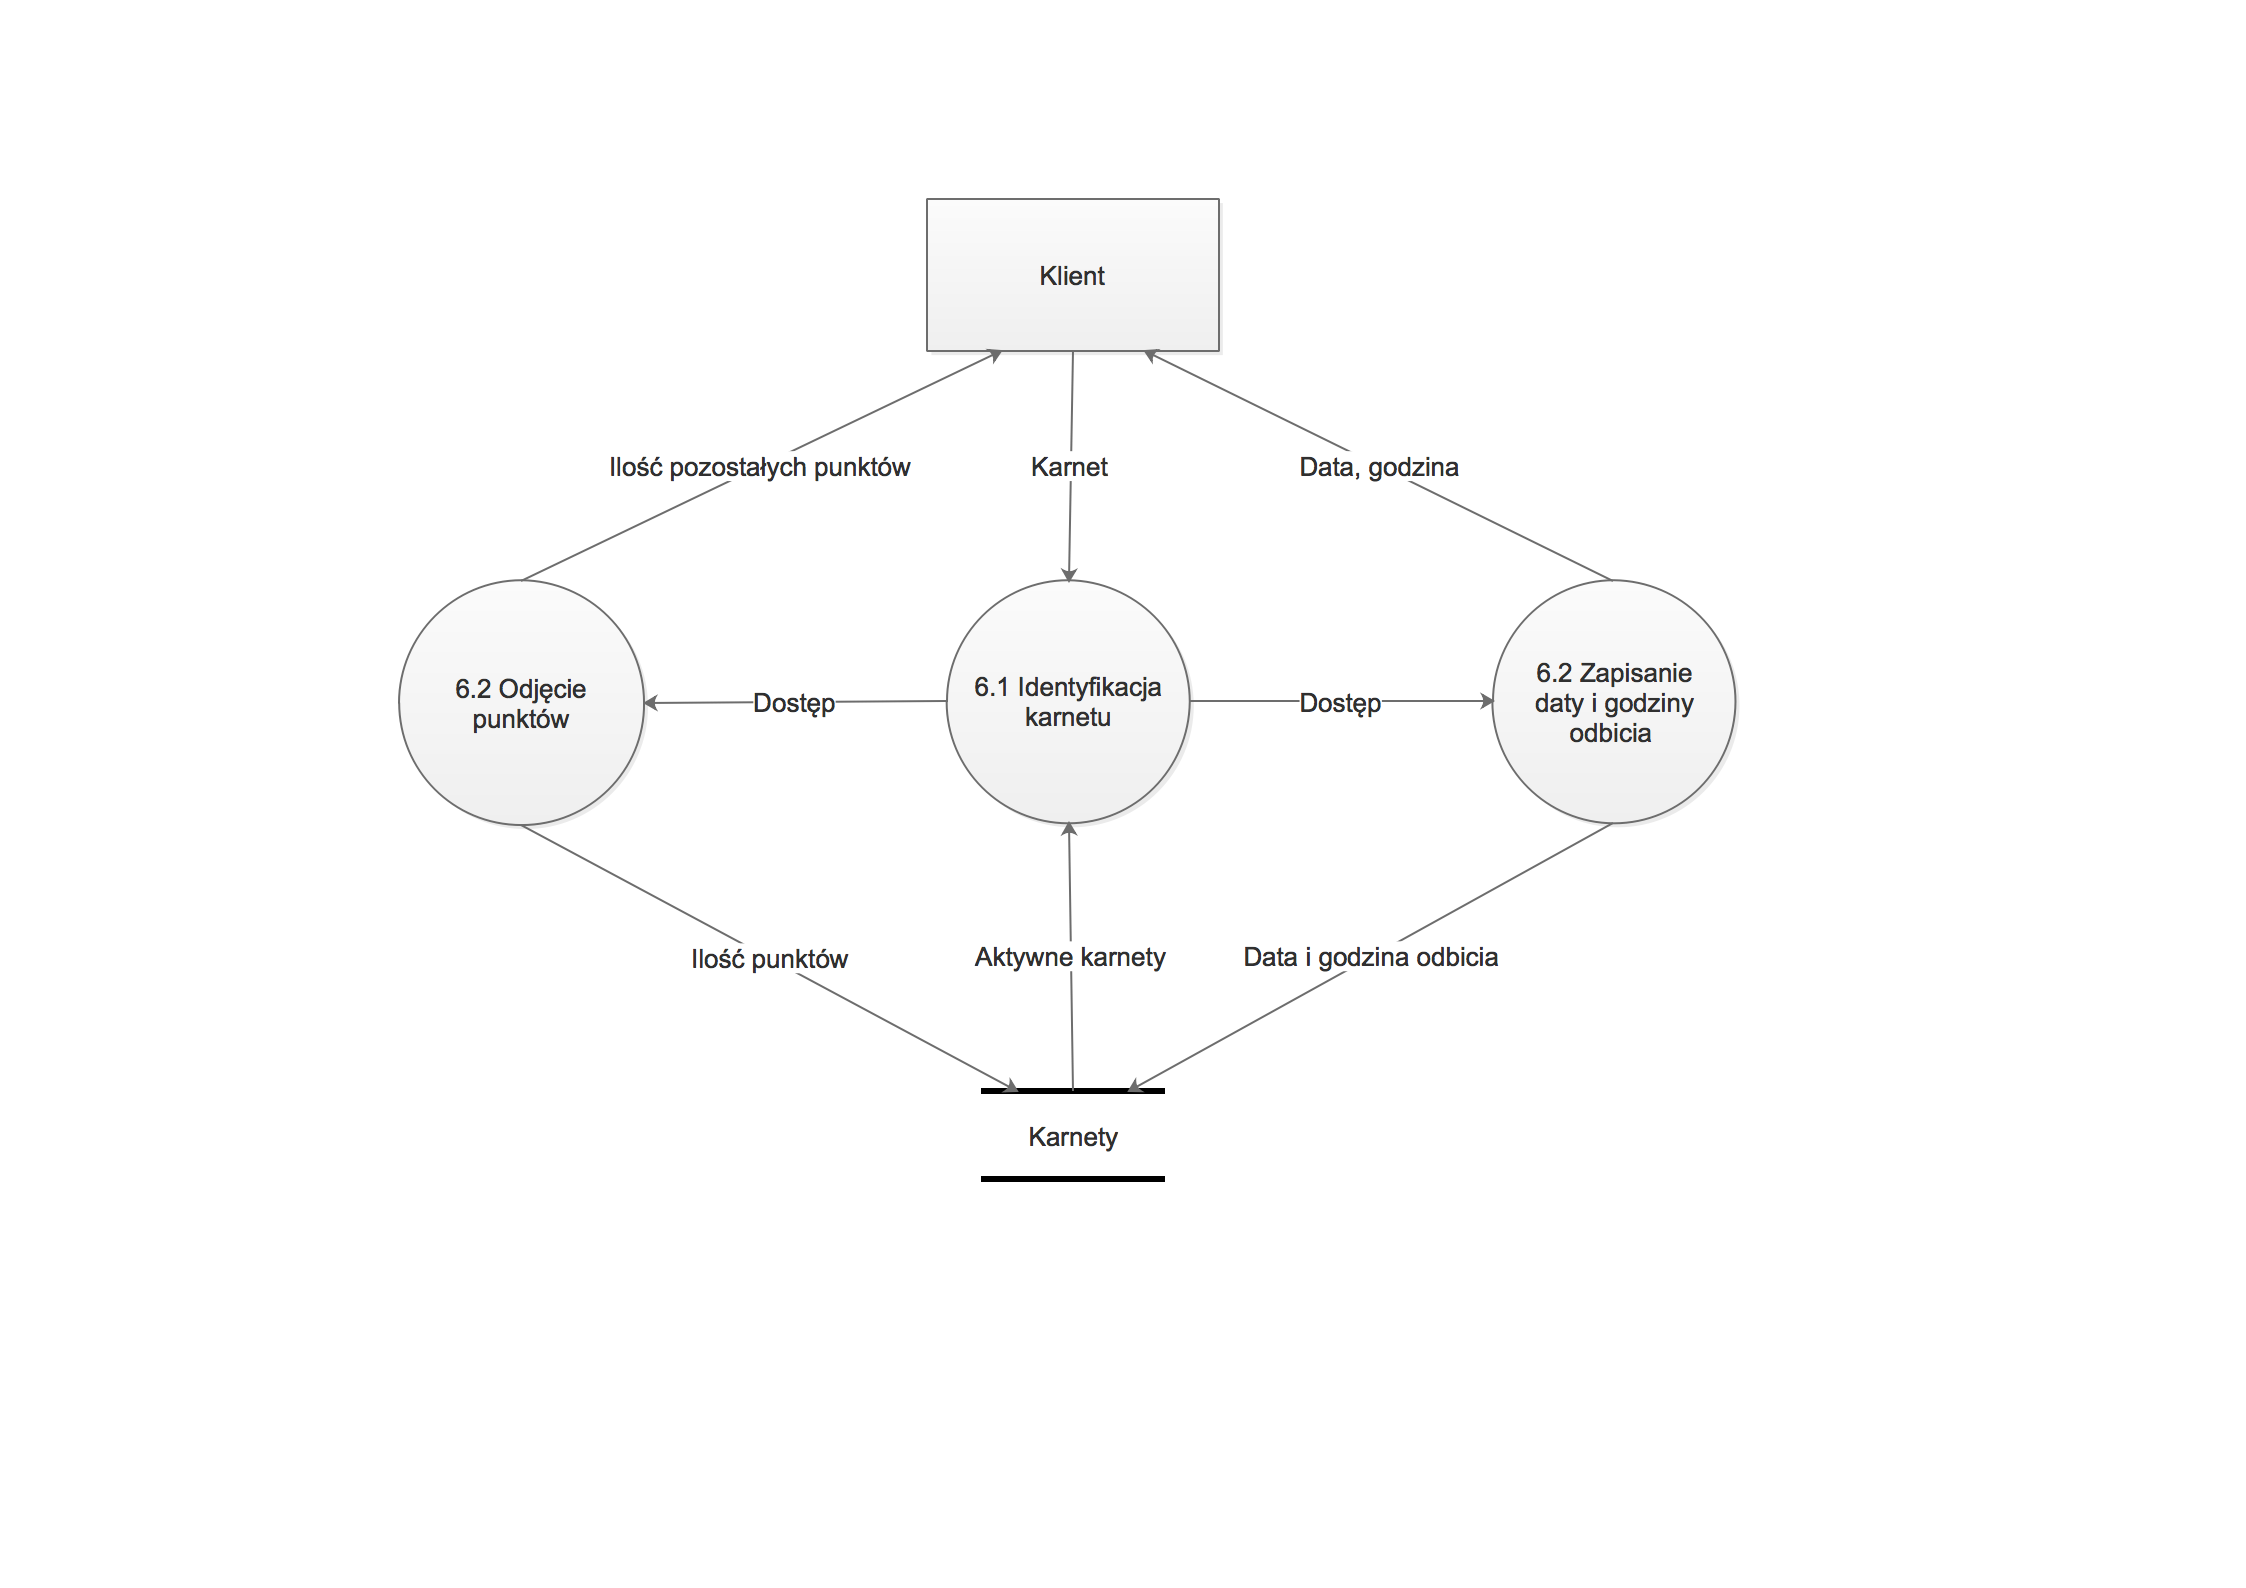 Klient
Ilość pozostałych punktów
Karnet
Data, godzina
6.2 Odjęcie
punktów
Dostęp
6.1 Identyfikacja
karnetu
Dostęp
6.2 Zapisanie
daty i godziny
odbicia
Ilość punktów
Aktywne karnety
Data i godzina odbicia
Karnety